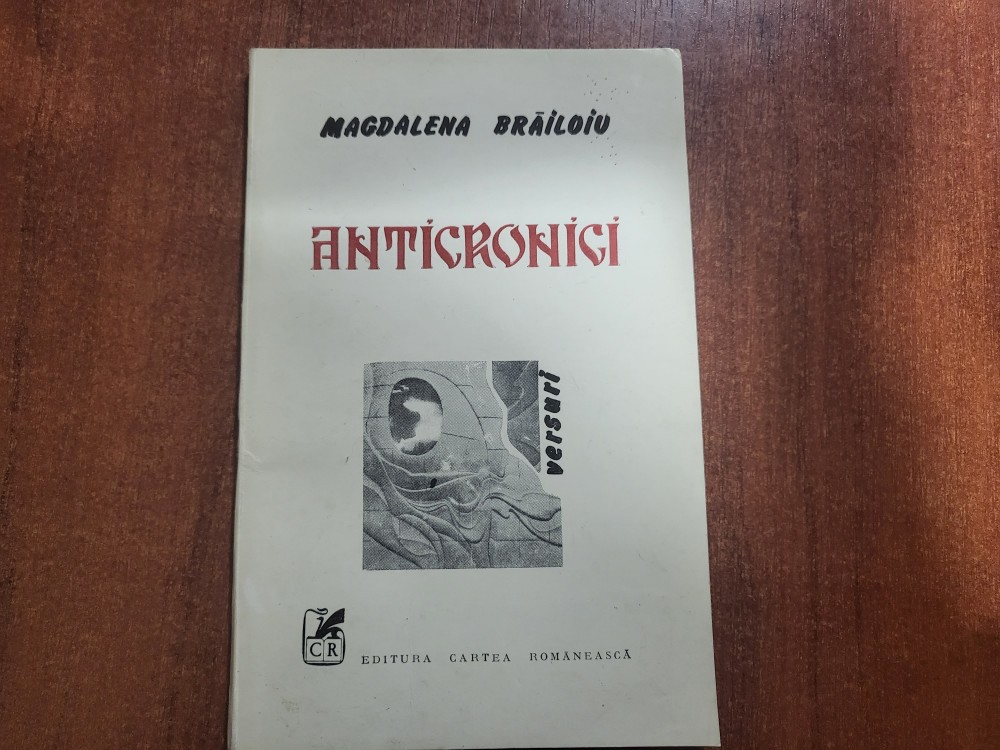 MAGDALENA BRĂILOIU
ANTICRONICI
versuri
CR
EDITURA CARTEA ROMÂNEASCĂ